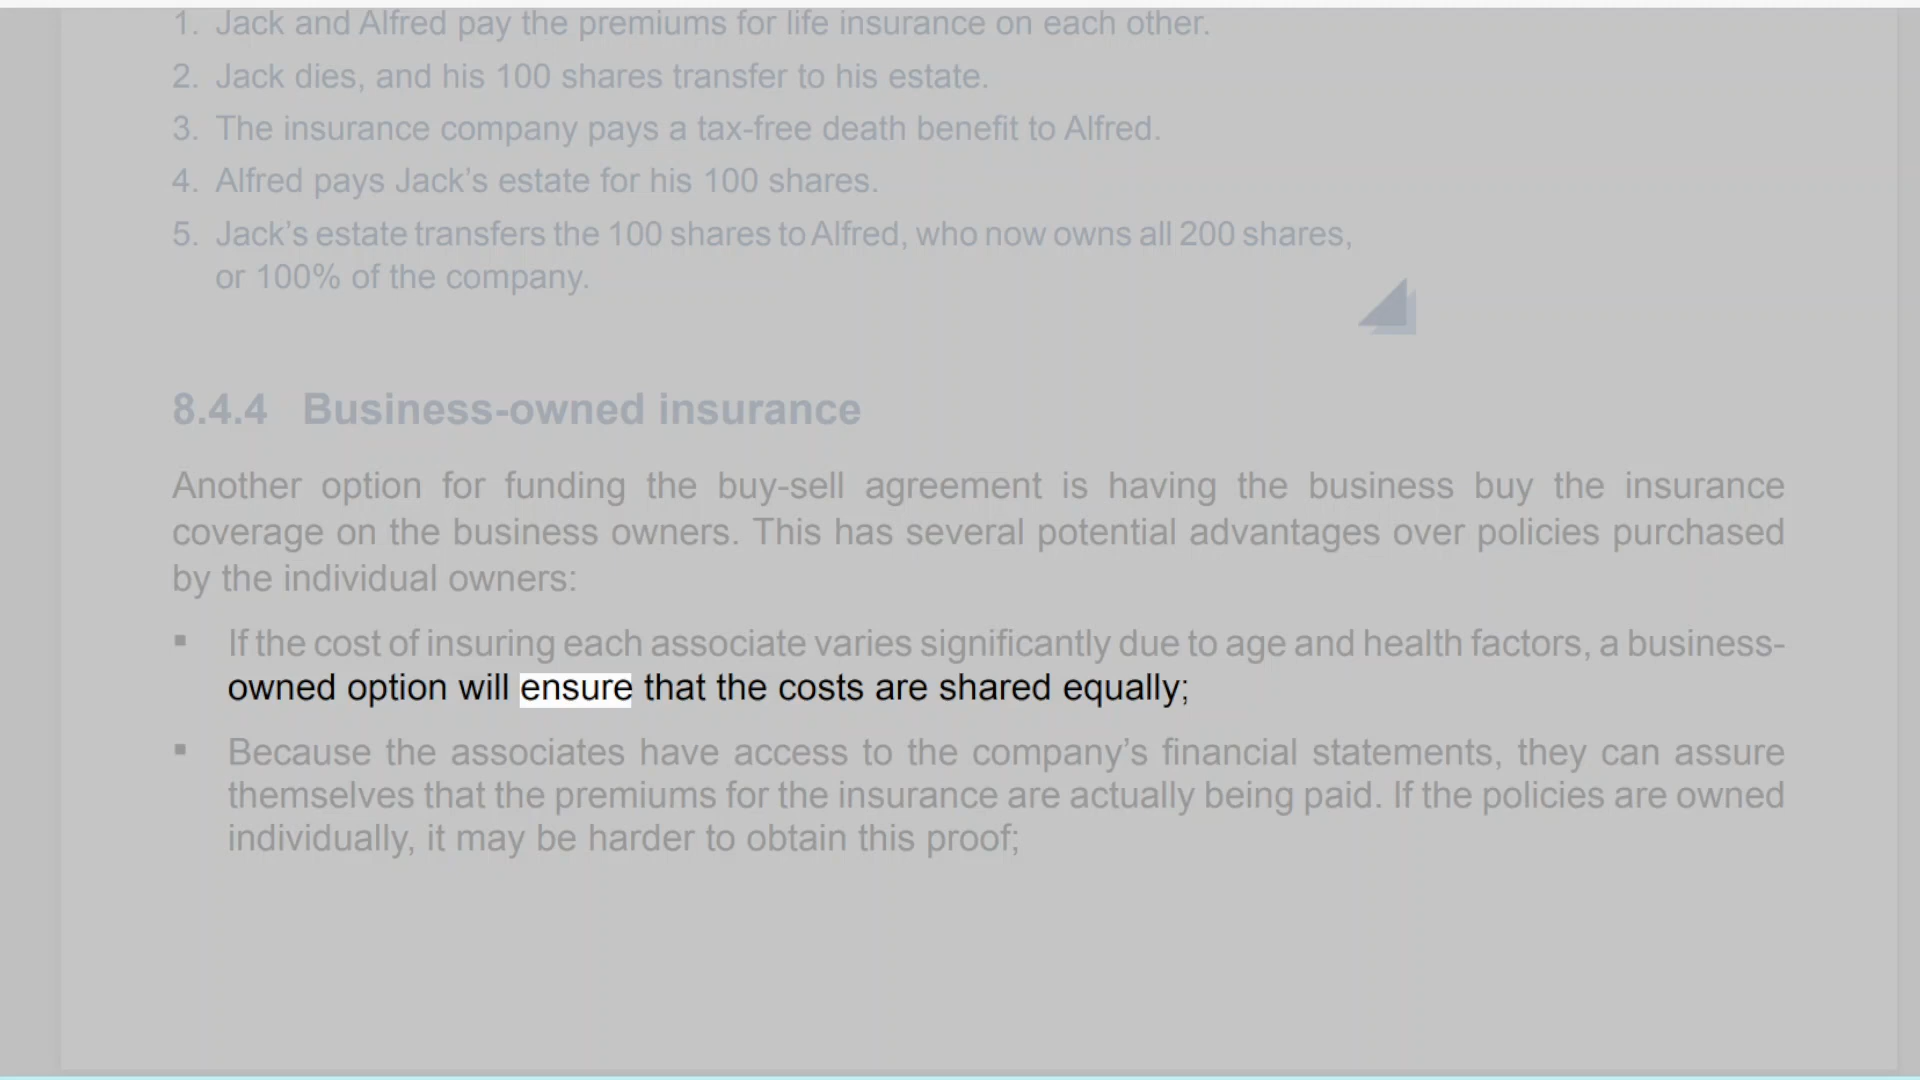 1. Jack and Alfred pay the premiums for life insurance on each other.
2. Jack dies, and his 100 shares transfer to his estate.
3. The insurance company pays a tax-free death benefit to Alfred.
4. Alfred pays Jack’s estate for his 100 shares.
5. Jack’s estate transfers the 100 shares to Alfred, who now owns all 200 shares,
or 100% of the company.
8.4.4 Business-owned insurance
Another option for funding the buy-sell agreement is having the business buy the insurance
coverage on the business owners. This has several potential advantages over policies purchased
by the individual owners:
▪ If the cost of insuring each associate varies significantly due to age and health factors, a business-
owned option will ensure that the costs are shared equally;
▪ Because the associates have access to the company’s financial statements, they can assure
themselves that the premiums for the insurance are actually being paid. If the policies are owned
individually, it may be harder to obtain this proof;